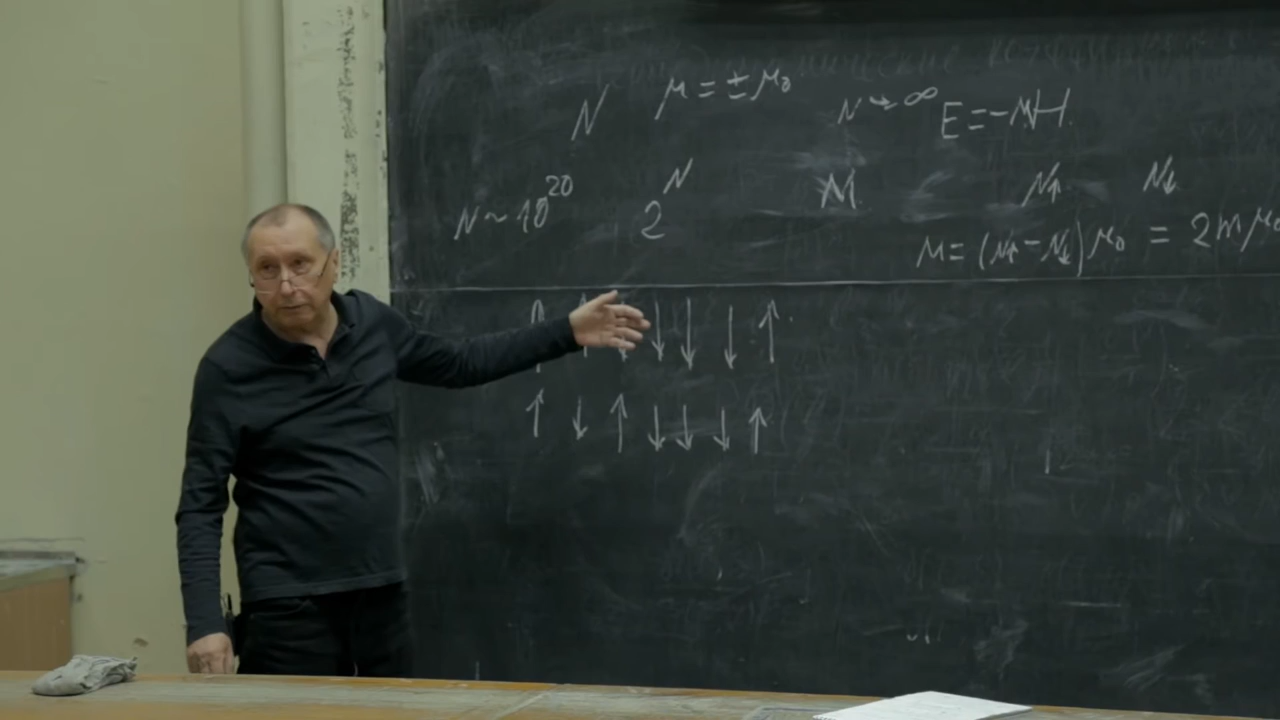 N μ = ±μ₀ N → ∞ E = -MH
N ~ 10²⁰ 2ᴺ M N↑ N↓
M = (N↑ - N↓) μ₀ = 2mμ₀
↑ ↑ ↓ ↓ ↓ ↑
↑ ↓ ↑ ↓ ↓ ↓ ↑